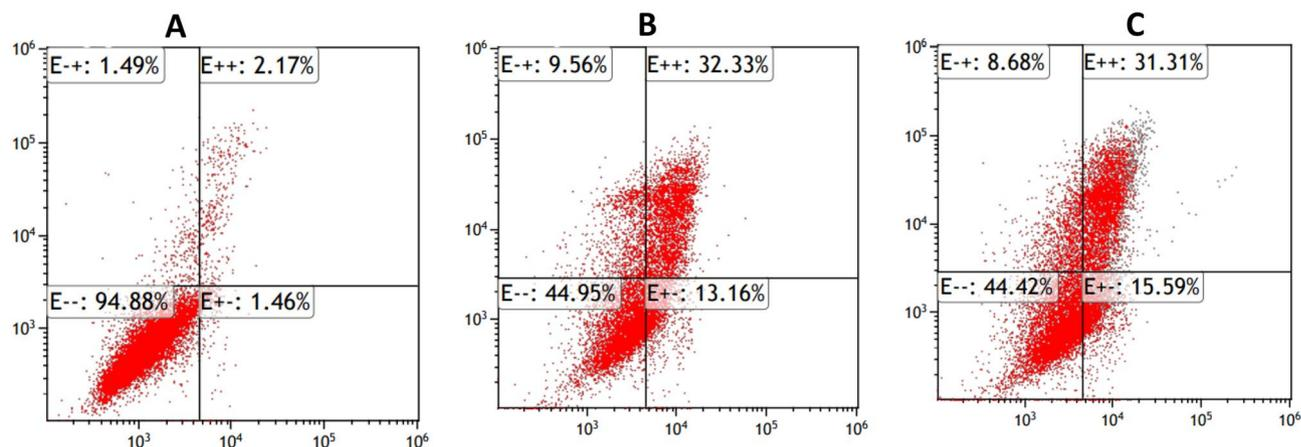 A
B
C
10⁶
E-+: 1.49%
E++: 2.17%
10⁵
10⁴
E--: 94.88%
E+-: 1.46%
10³
10³
10⁴
10⁵
10⁶
10⁶
E-+: 9.56%
E++: 32.33%
10⁵
10⁴
E--: 44.95%
E+-: 13.16%
10³
10³
10⁴
10⁵
10⁶
10⁶
E-+: 8.68%
E++: 31.31%
10⁵
10⁴
E--: 44.42%
E+-: 15.59%
10³
10³
10⁴
10⁵
10⁶